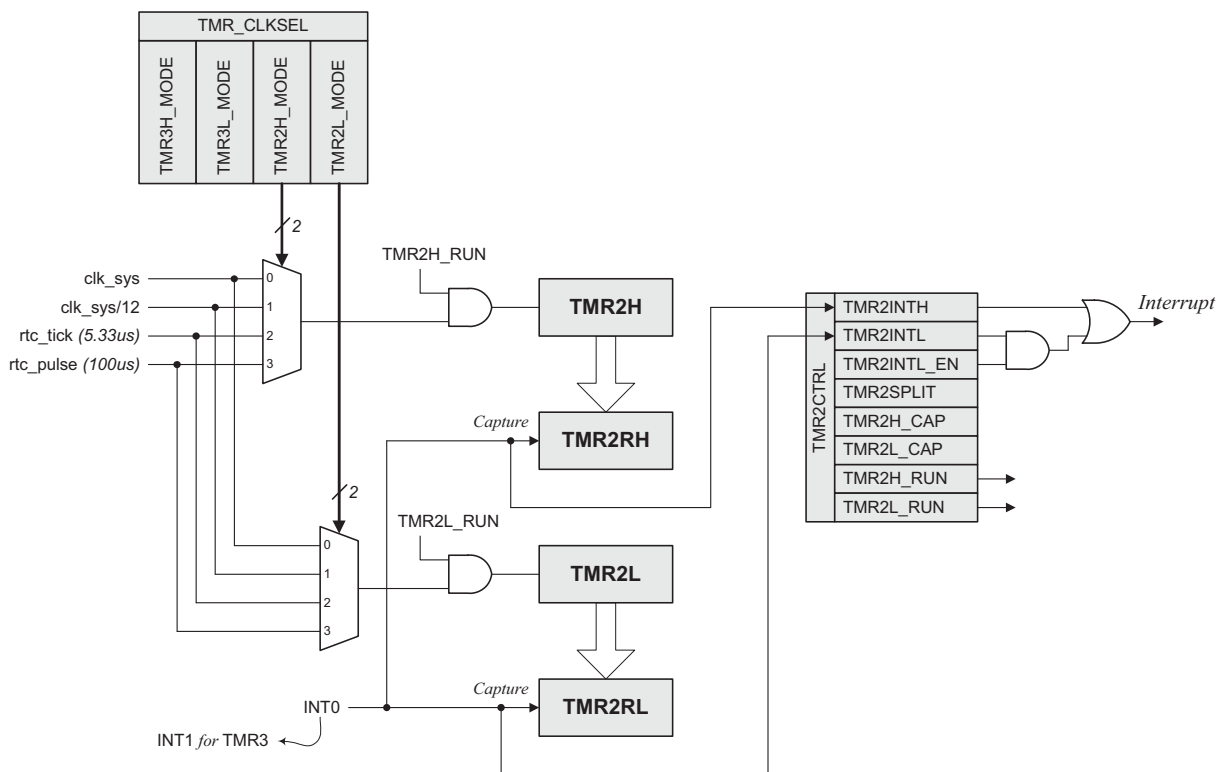 TMR_CLKSEL
TMR3H_MODE
TMR3L_MODE
TMR2H_MODE
TMR2L_MODE
2
clk_sys
clk_sys/12
rtc_tick (5.33us)
rtc_pulse (100us)
0
1
2
3
TMR2H_RUN
TMR2H
Capture
TMR2RH
2
0
1
2
3
TMR2L_RUN
TMR2L
Capture
TMR2RL
INT0
INT1 for TMR3
TMR2CTRL
TMR2INTH
TMR2INTL
TMR2INTL_EN
TMR2SPLIT
TMR2H_CAP
TMR2L_CAP
TMR2H_RUN
TMR2L_RUN
Interrupt